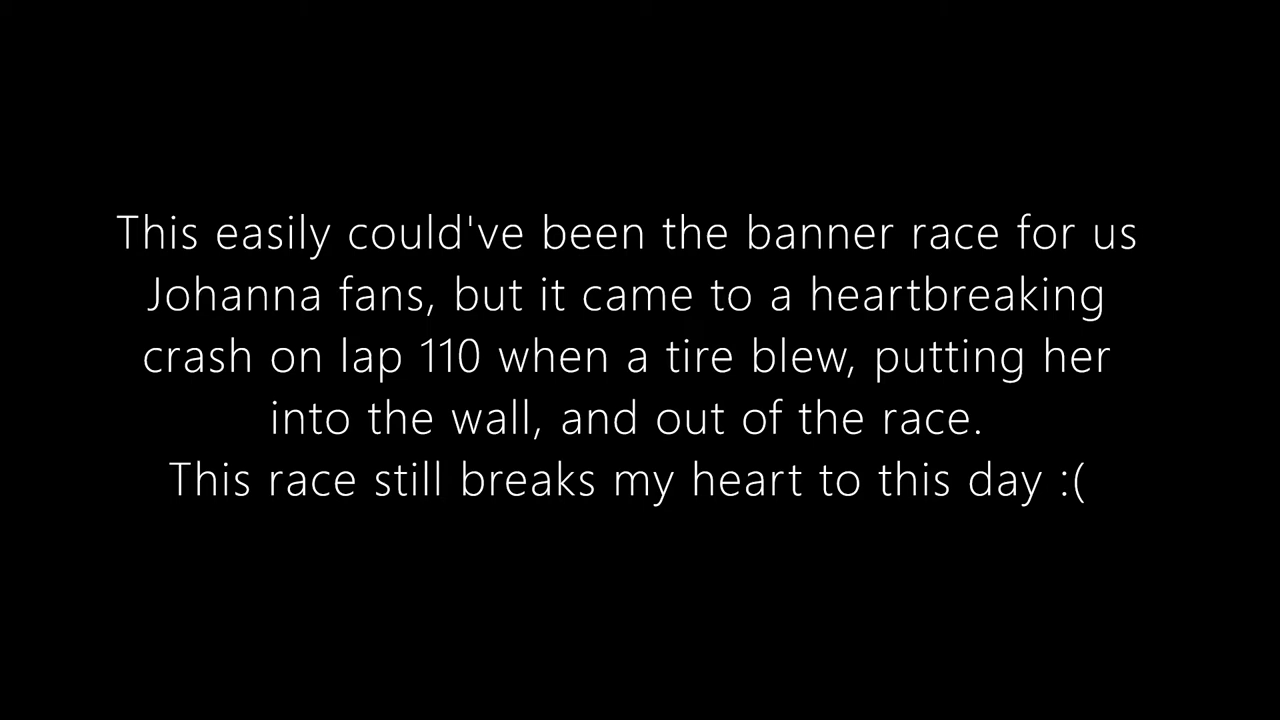 This easily could've been the banner race for us
Johanna fans, but it came to a heartbreaking
crash on lap 110 when a tire blew, putting her
into the wall, and out of the race.
This race still breaks my heart to this day :(